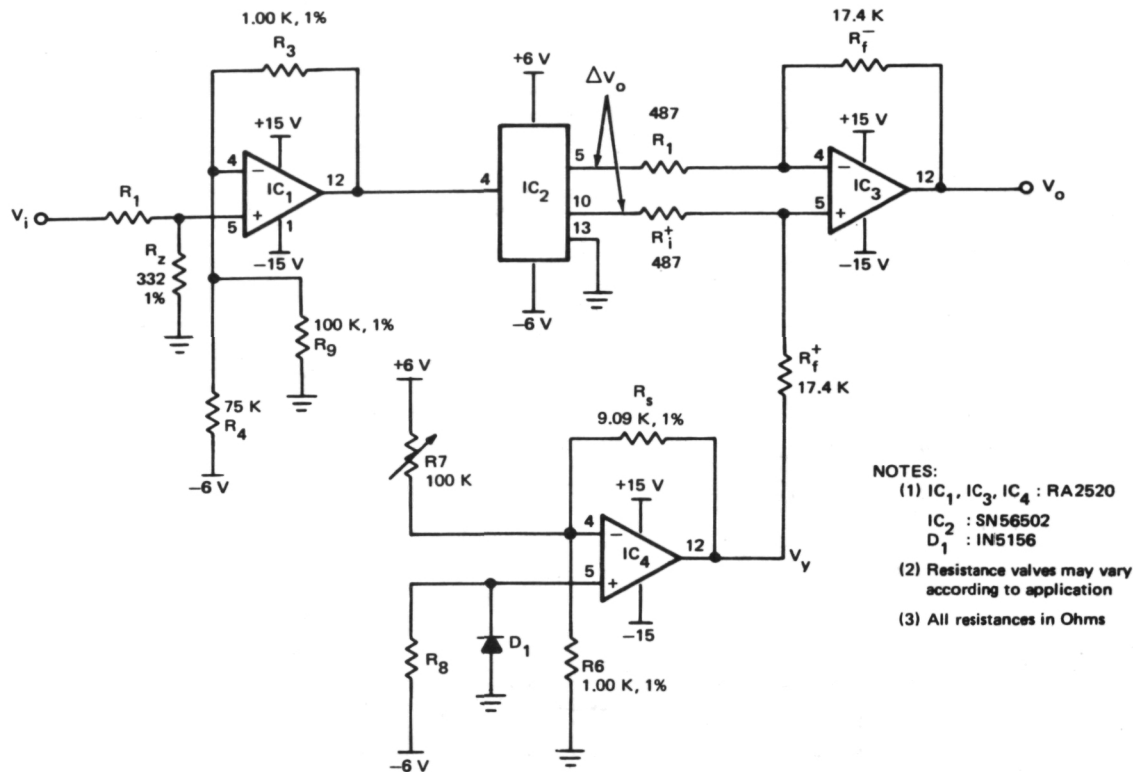 1.00 K, 1%
R3
+15 V
4
−
IC1
12
+
5
1
−15 V
Vi
R1
Rz
332
1%
100 K, 1%
R9
75 K
R4
−6 V
+6 V
4
IC2
5
10
13
−6 V
ΔVo
487
R1
Ri+
487
17.4 K
Rf−
+15 V
4
−
IC3
12
+
5
−15 V
Vo
Rf+
17.4 K
+6 V
R7
100 K
Rs
9.09 K, 1%
+15 V
4
−
IC4
12
+
5
−15
Vy
R8
D1
R6
1.00 K, 1%
−6 V
NOTES:
(1) IC1, IC3, IC4 : RA2520
IC2 : SN56502
D1 : IN5156
(2) Resistance valves may vary
according to application
(3) All resistances in Ohms